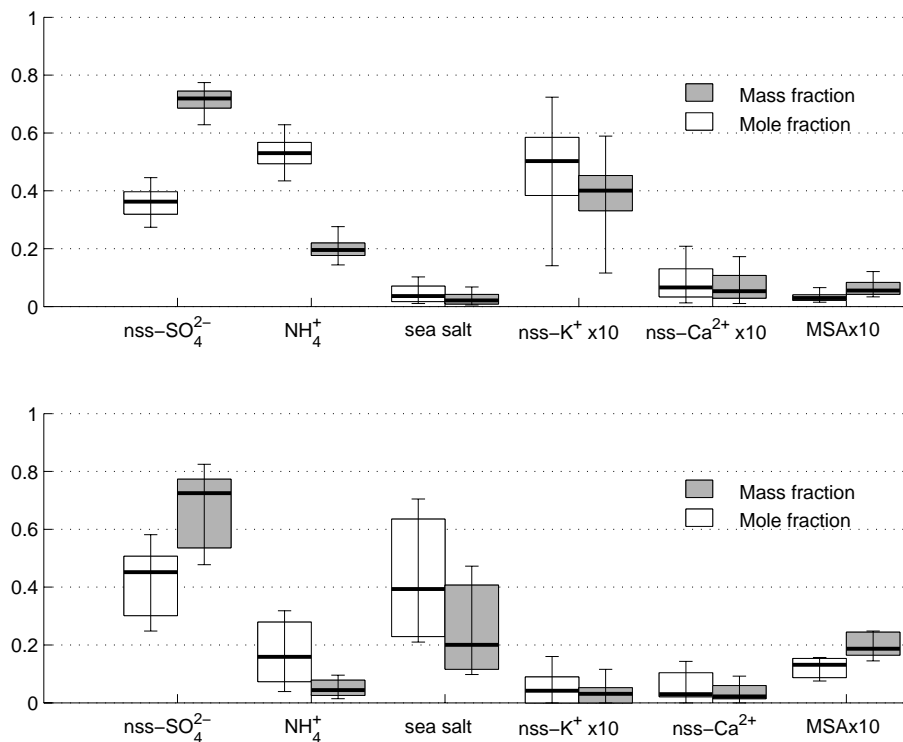 1
0.8
0.6
0.4
0.2
0
Mass fraction
Mole fraction
nss−SO₄²⁻ NH₄⁺ sea salt nss−K⁺ x10 nss−Ca²⁺ x10 MSAx10
1
0.8
0.6
0.4
0.2
0
Mass fraction
Mole fraction
nss−SO₄²⁻ NH₄⁺ sea salt nss−K⁺ x10 nss−Ca²⁺ MSAx10